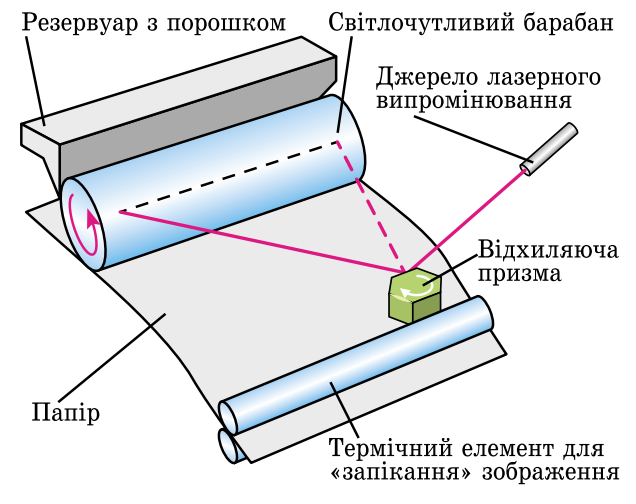 Резервуар з порошком
Світлочутливий барабан
Джерело лазерного
випромінювання
Відхиляюча
призма
Папір
Термічний елемент для
«запікання» зображення